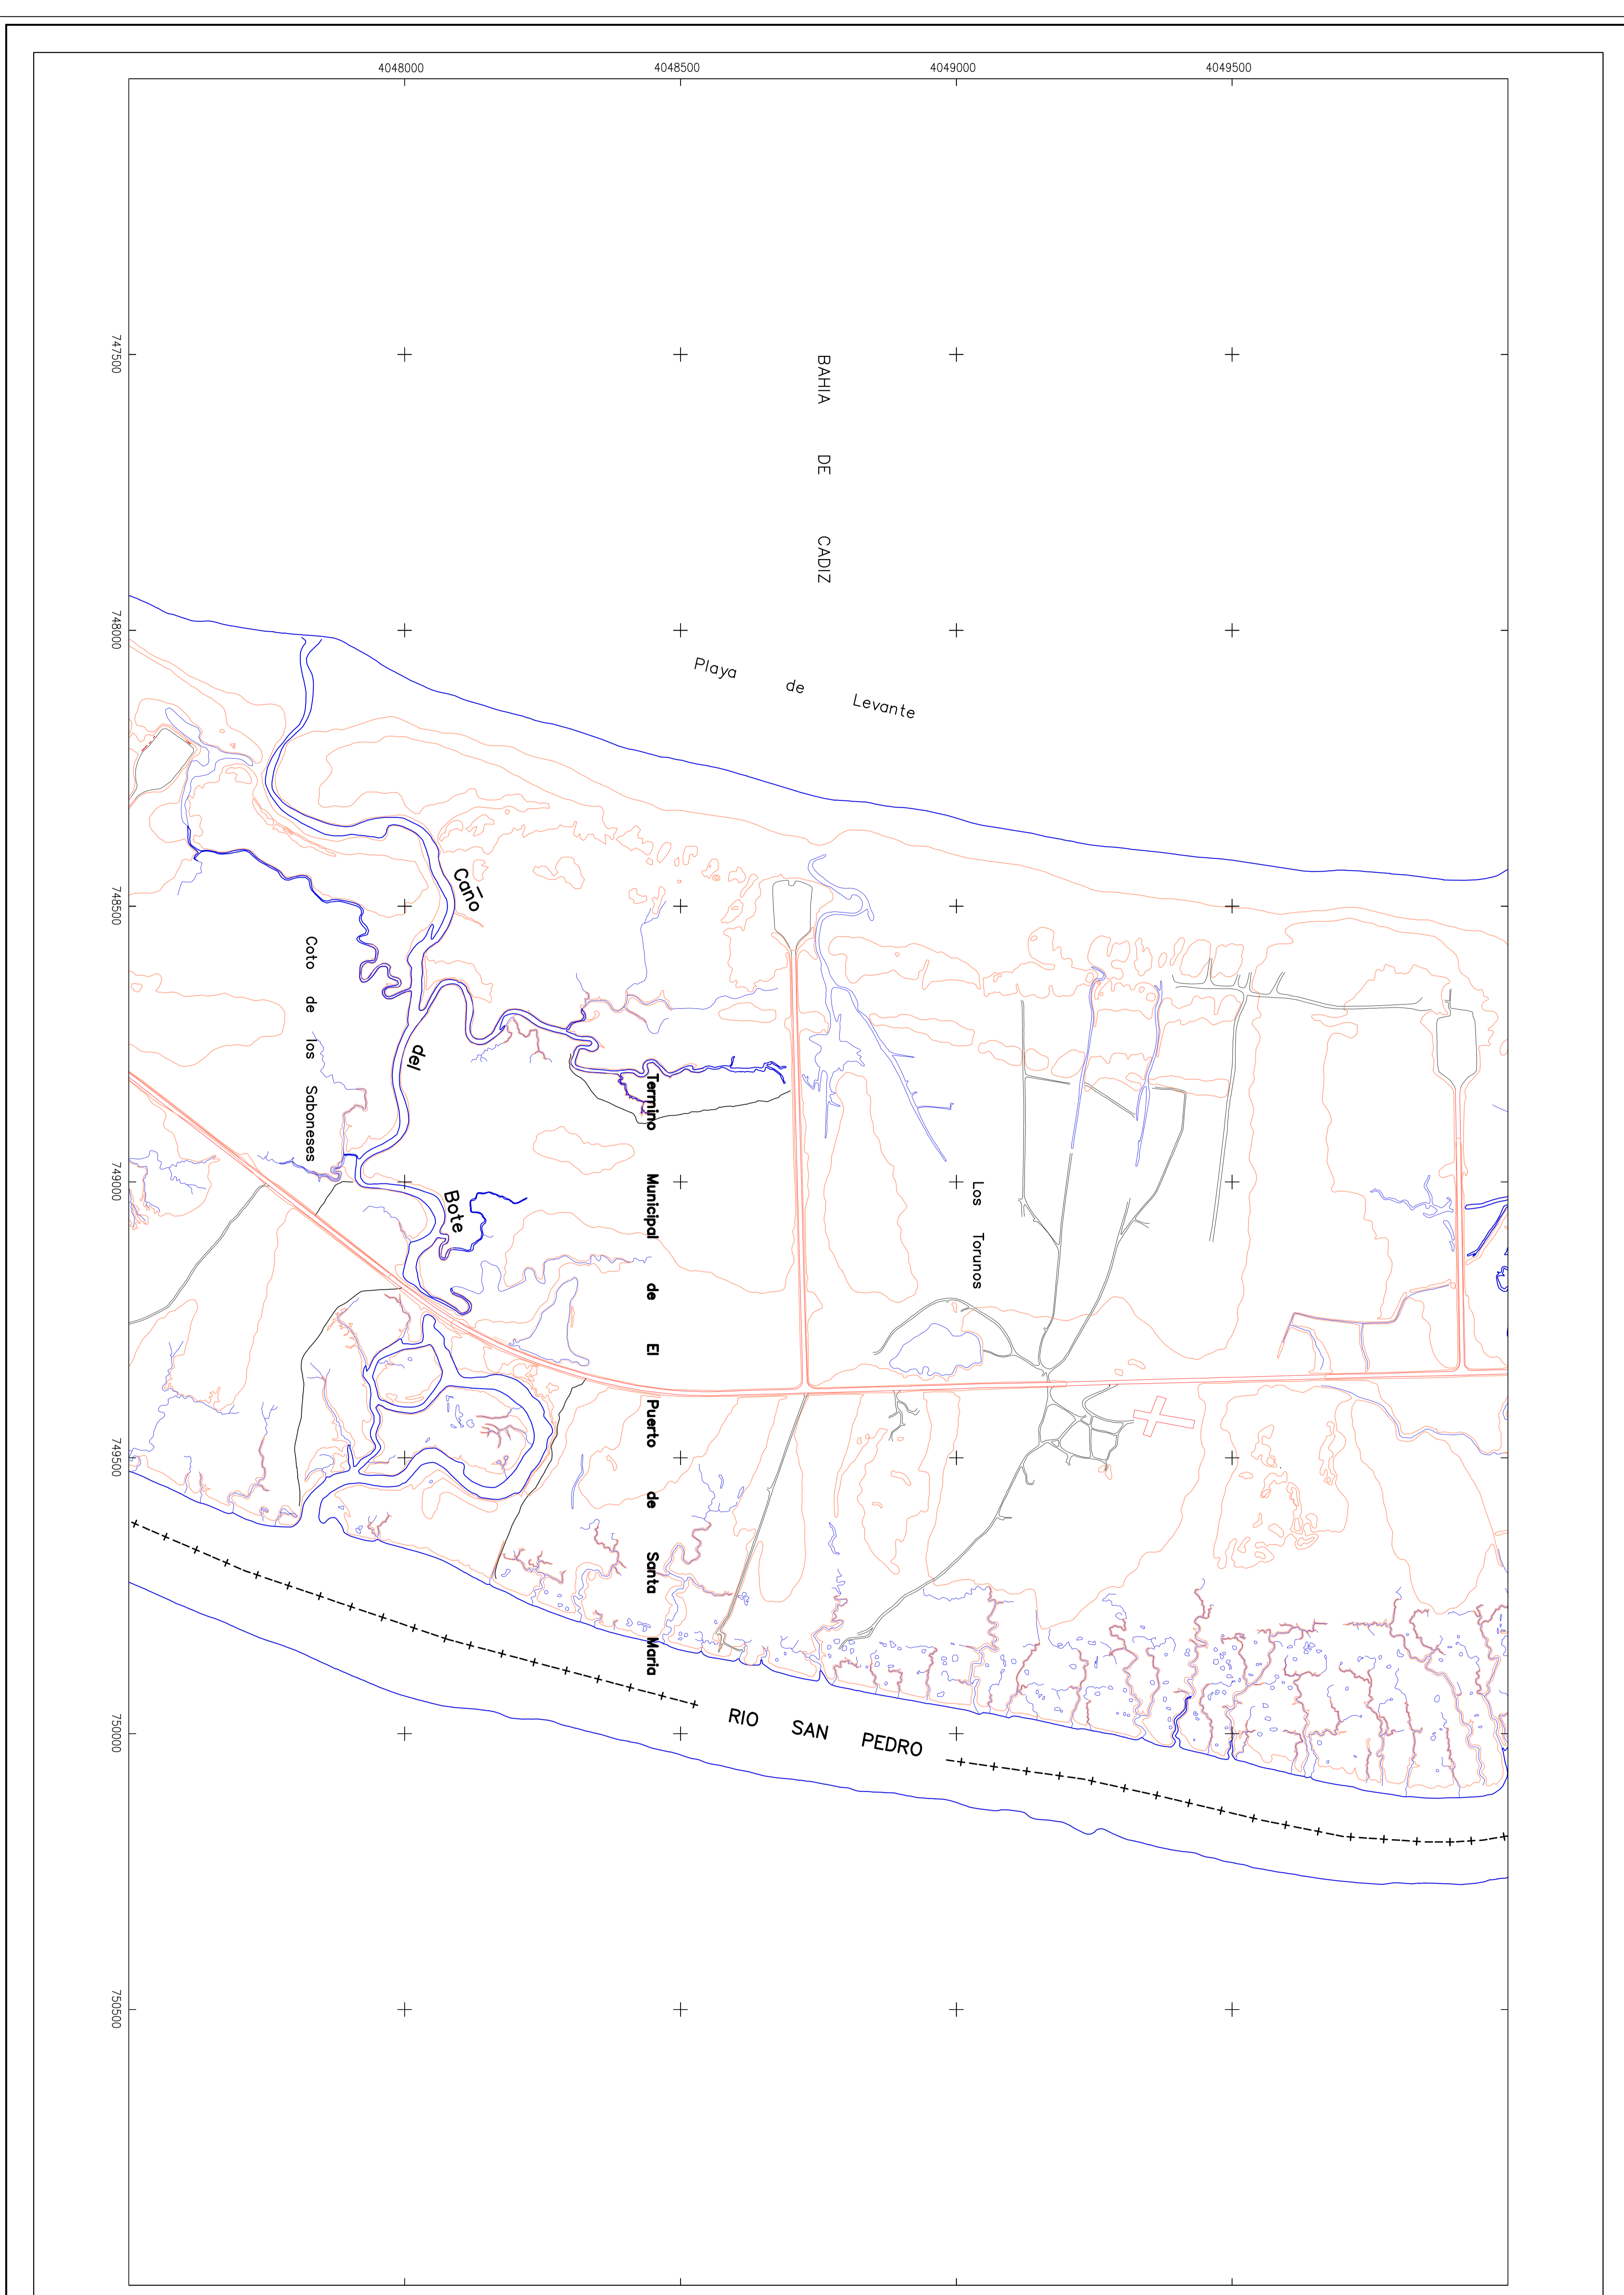 4048000
4048500
4049000
4049500
747500
748000
748500
749000
749500
750000
750500
BAHIA DE CADIZ
Playa de Levante
Caño del Bote
Coto de los Saboneses
Termino Municipal de El Puerto de Santa Maria
Los Torunos
RIO SAN PEDRO